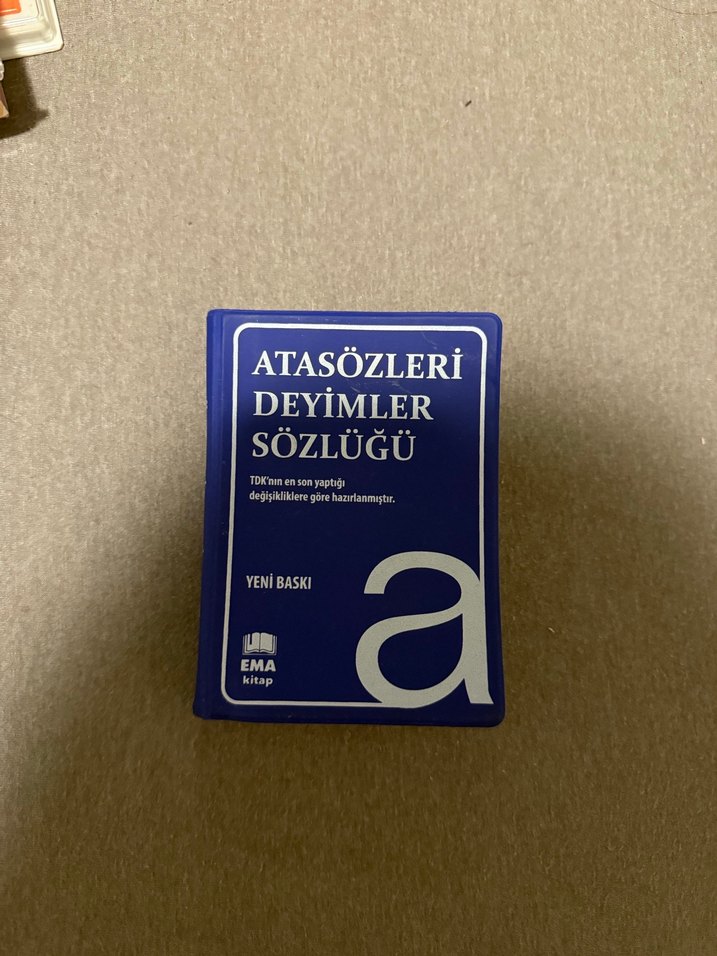 ATASÖZLERİ
DEYİMLER
SÖZLÜĞÜ
TDK'nın en son yaptığı
değişikliklere göre hazırlanmıştır.
YENİ BASKI
a
EMA
kitap